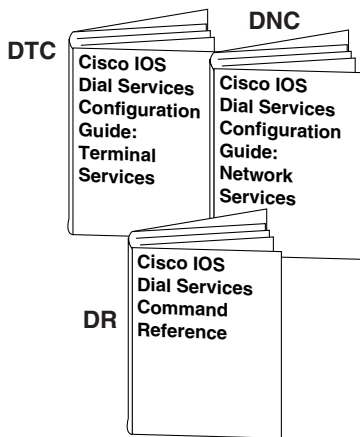 DNC
DTC
Cisco IOS
Dial Services
Configuration
Guide:
Terminal
Services
Cisco IOS
Dial Services
Configuration
Guide:
Network
Services
DR
Cisco IOS
Dial Services
Command
Reference